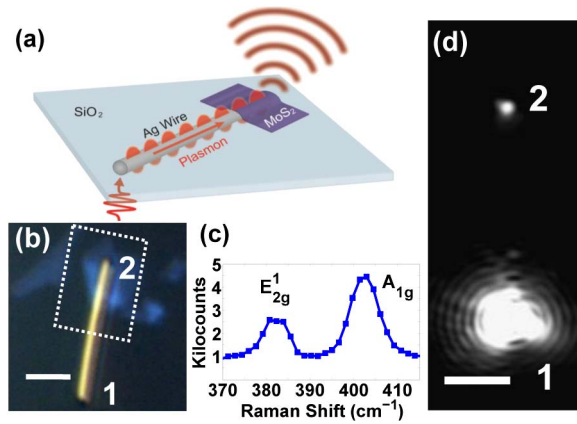 (a)
SiO₂
Ag Wire
Plasmon
MoS₂
(b)
2
1
(c)
E¹₂g
A₁g
Kilocounts
5
4
3
2
1
370 380 390 400 410
Raman Shift (cm⁻¹)
(d)
2
1